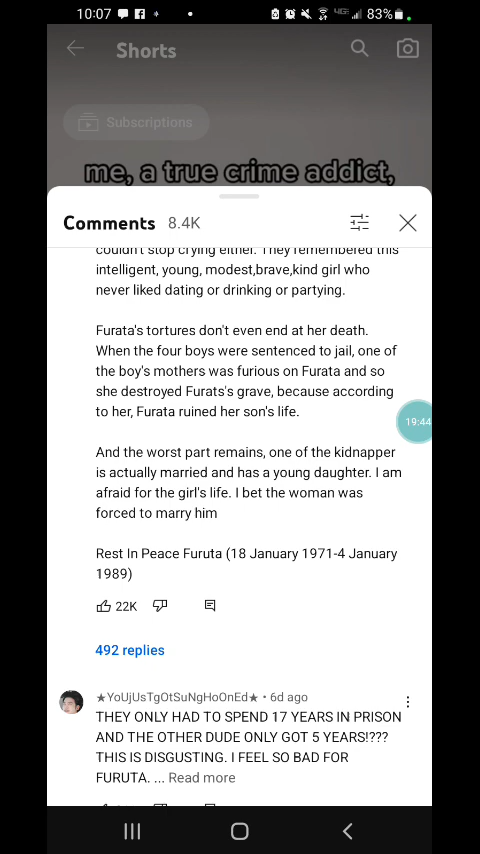 10:07
83%
Shorts
Subscriptions
me, a true crime addict,
Comments 8.4K
couldn't stop crying either. They remembered this
intelligent, young, modest,brave,kind girl who
never liked dating or drinking or partying.
Furata's tortures don't even end at her death.
When the four boys were sentenced to jail, one of
the boy's mothers was furious on Furata and so
she destroyed Furats's grave, because according
to her, Furata ruined her son's life.
19:44
And the worst part remains, one of the kidnapper
is actually married and has a young daughter. I am
afraid for the girl's life. I bet the woman was
forced to marry him
Rest In Peace Furuta (18 January 1971-4 January
1989)
22K
492 replies
★YoUjUsTgOtSuNgHoOnEd★ • 6d ago
THEY ONLY HAD TO SPEND 17 YEARS IN PRISON
AND THE OTHER DUDE ONLY GOT 5 YEARS!???
THIS IS DISGUSTING. I FEEL SO BAD FOR
FURUTA. ... Read more